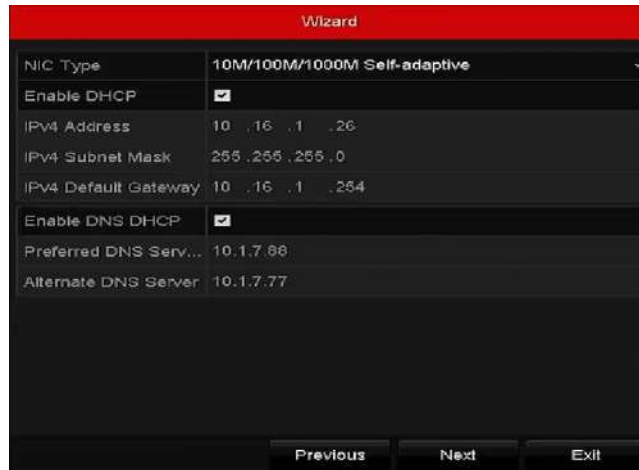 Wizard
NIC Type 10M/100M/1000M Self-adaptive
Enable DHCP
IPv4 Address 10 .16 .1 .26
IPv4 Subnet Mask 255.255.255.0
IPv4 Default Gateway 10 .16 .1 .254
Enable DNS DHCP
Preferred DNS Serv... 10.1.7.88
Alternate DNS Server 10.1.7.77
Previous Next Exit